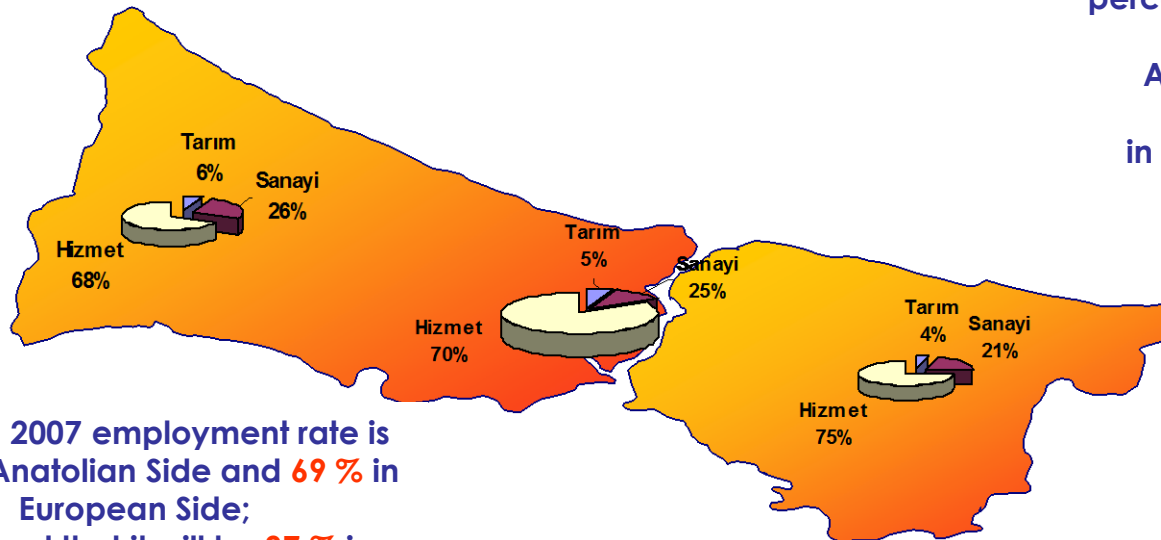 perc
A
in
Tarım
6%
Sanayi
26%
Hizmet
68%
Tarım
5%
Sanayi
25%
Hizmet
70%
Tarım
4%
Sanayi
21%
Hizmet
75%
2007 employment rate is
Anatolian Side and 69 % in
European Side;